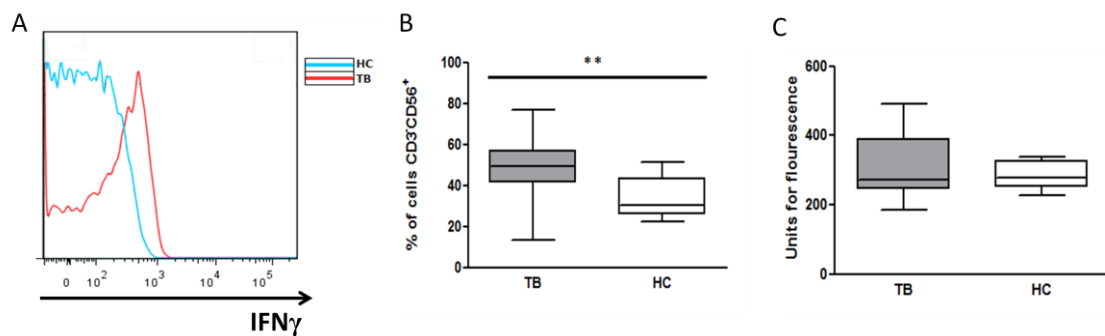 A
HC
TB
0 10² 10³ 10⁴ 10⁵
IFNγ
B
**
% of cells CD3⁻CD56⁺
100
80
60
40
20
0
TB HC
C
Units for flourescence
600
400
200
0
TB HC